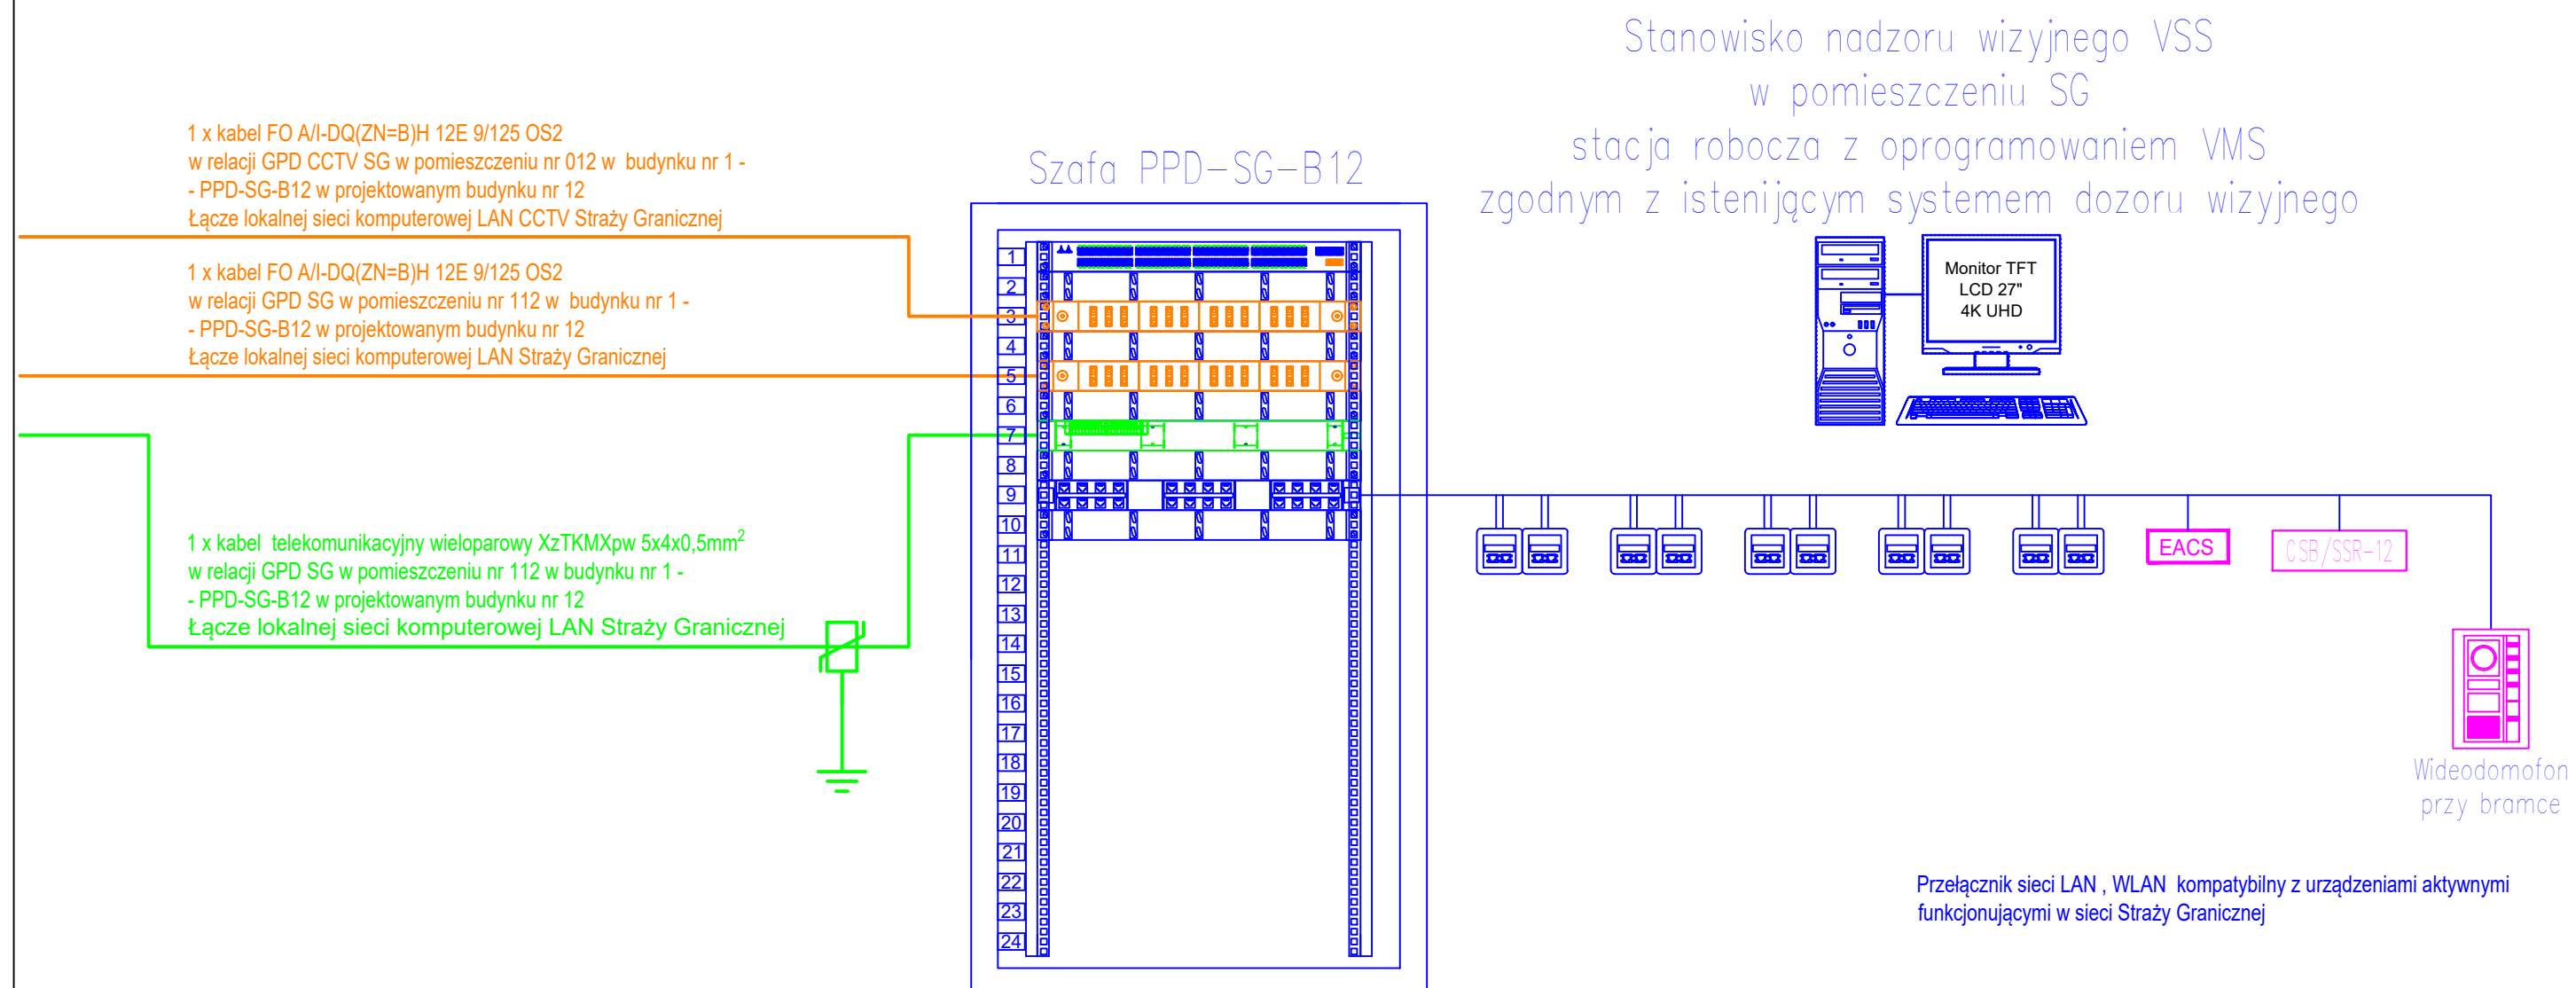 Stanowisko nadzoru wizyjnego VSS
w pomieszczeniu SG
stacja robocza z oprogramowaniem VMS
zgodnym z istenijącym systemem dozoru wizyjnego
1 x kabel FO A/I-DQ(ZN=B)H 12E 9/125 OS2
w relacji GPD CCTV SG w pomieszczeniu nr 012 w budynku nr 1 -
- PPD-SG-B12 w projektowanym budynku nr 12
Łącze lokalnej sieci komputerowej LAN CCTV Straży Granicznej
1 x kabel FO A/I-DQ(ZN=B)H 12E 9/125 OS2
w relacji GPD SG w pomieszczeniu nr 112 w budynku nr 1 -
- PPD-SG-B12 w projektowanym budynku nr 12
Łącze lokalnej sieci komputerowej LAN Straży Granicznej
1 x kabel telekomunikacyjny wieloparowy XzTKMXpw 5x4x0,5mm²
w relacji GPD SG w pomieszczeniu nr 112 w budynku nr 1 -
- PPD-SG-B12 w projektowanym budynku nr 12
Łącze lokalnej sieci komputerowej LAN Straży Granicznej
Szafa PPD-SG-B12
1
2
3
4
5
6
7
8
9
10
11
12
13
14
15
16
17
18
19
20
21
22
23
24
Monitor TFT
LCD 27"
4K UHD
EACS
CSB/SSR-12
Wideodomofon
przy bramce
Przełącznik sieci LAN , WLAN kompatybilny z urządzeniami aktywnymi
funkcjonującymi w sieci Straży Granicznej